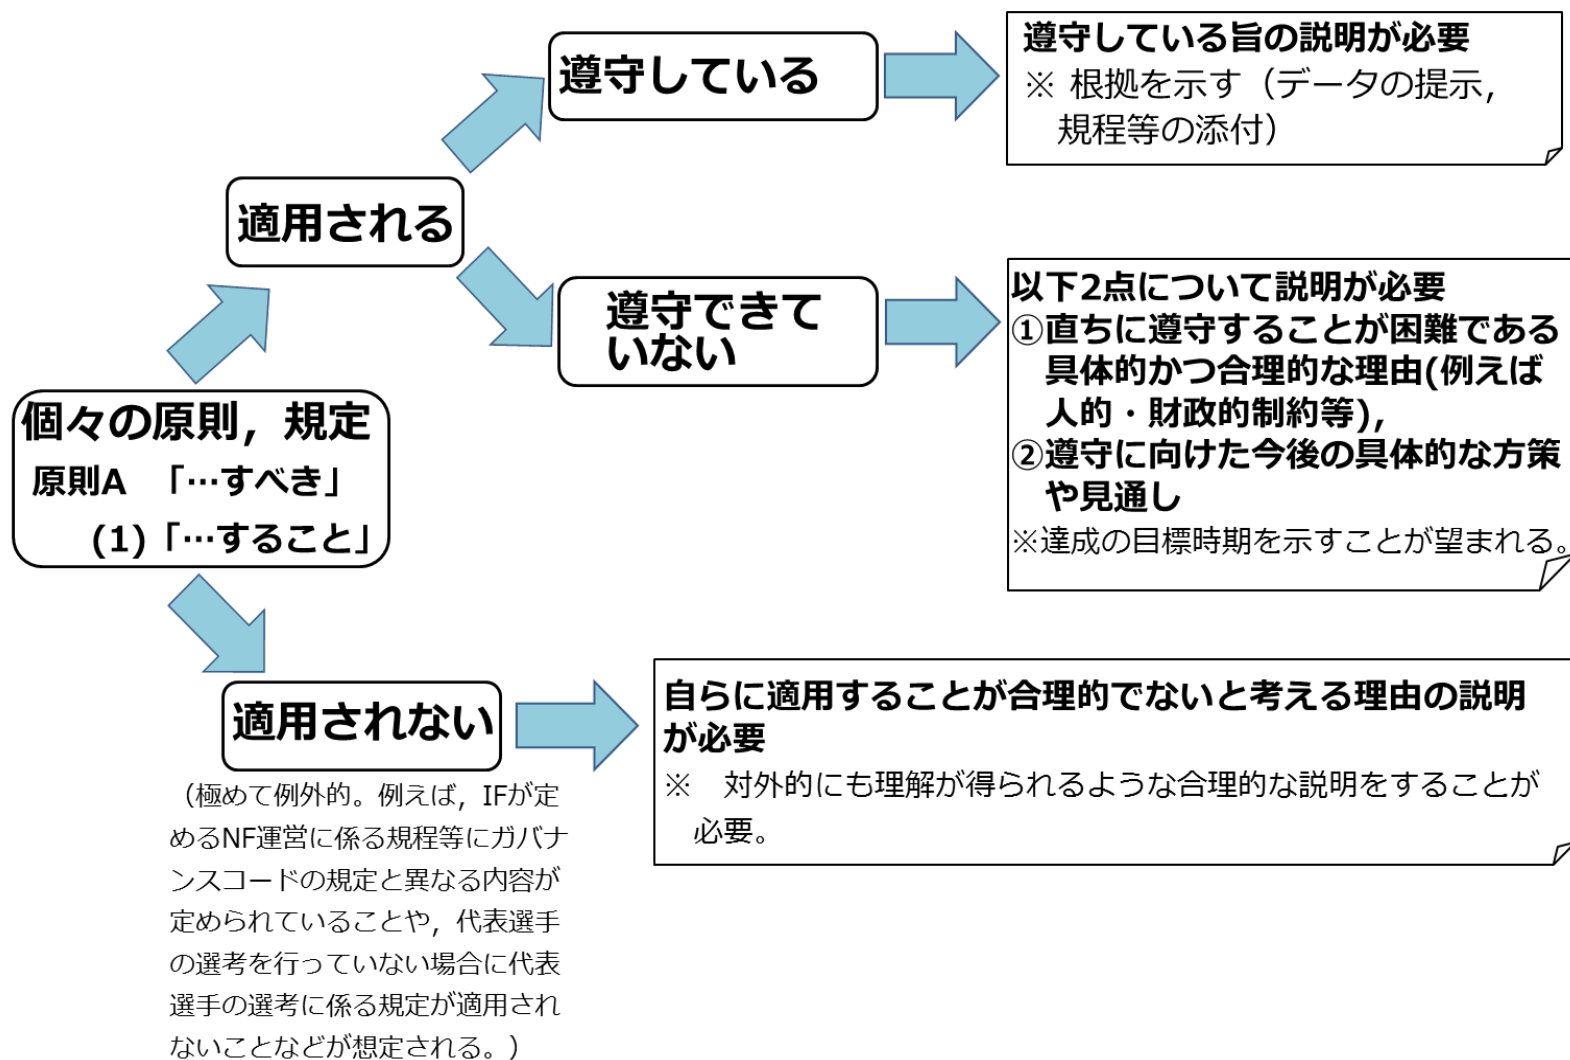 遵守している
遵守している旨の説明が必要
※ 根拠を示す（データの提示，
規程等の添付）
適用される
遵守できて
いない
以下2点について説明が必要
①直ちに遵守することが困難である
具体的かつ合理的な理由(例えば
人的・財政的制約等)，
②遵守に向けた今後の具体的な方策
や見通し
※達成の目標時期を示すことが望まれる。
個々の原則，規定
原則A 「…すべき」
(1)「…すること」
適用されない
（極めて例外的。例えば，IFが定
めるNF運営に係る規程等にガバナ
ンスコードの規定と異なる内容が
定められていることや，代表選手
の選考を行っていない場合に代表
選手の選考に係る規定が適用され
ないことなどが想定される。）
自らに適用することが合理的でないと考える理由の説明
が必要
※　対外的にも理解が得られるような合理的な説明をすることが
必要。